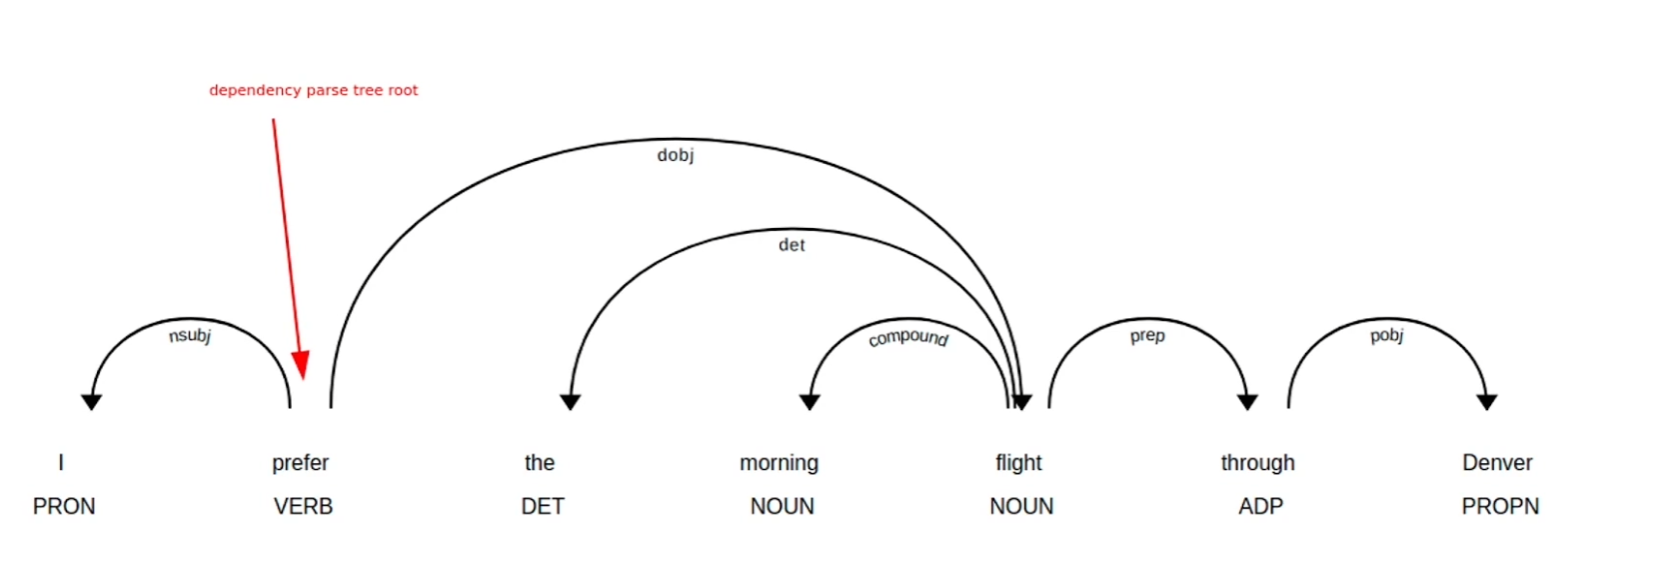 dependency parse tree root
dobj
det
nsubj
compound
prep
pobj
I prefer the morning flight through Denver
PRON VERB DET NOUN NOUN ADP PROPN